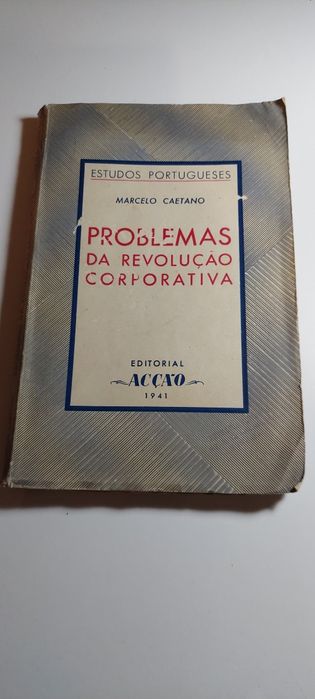 ESTUDOS PORTUGUESES
MARCELO CAETANO
PROBLEMAS
DA REVOLUÇÃO
CORPORATIVA
EDITORIAL
ACÇÃO
1941